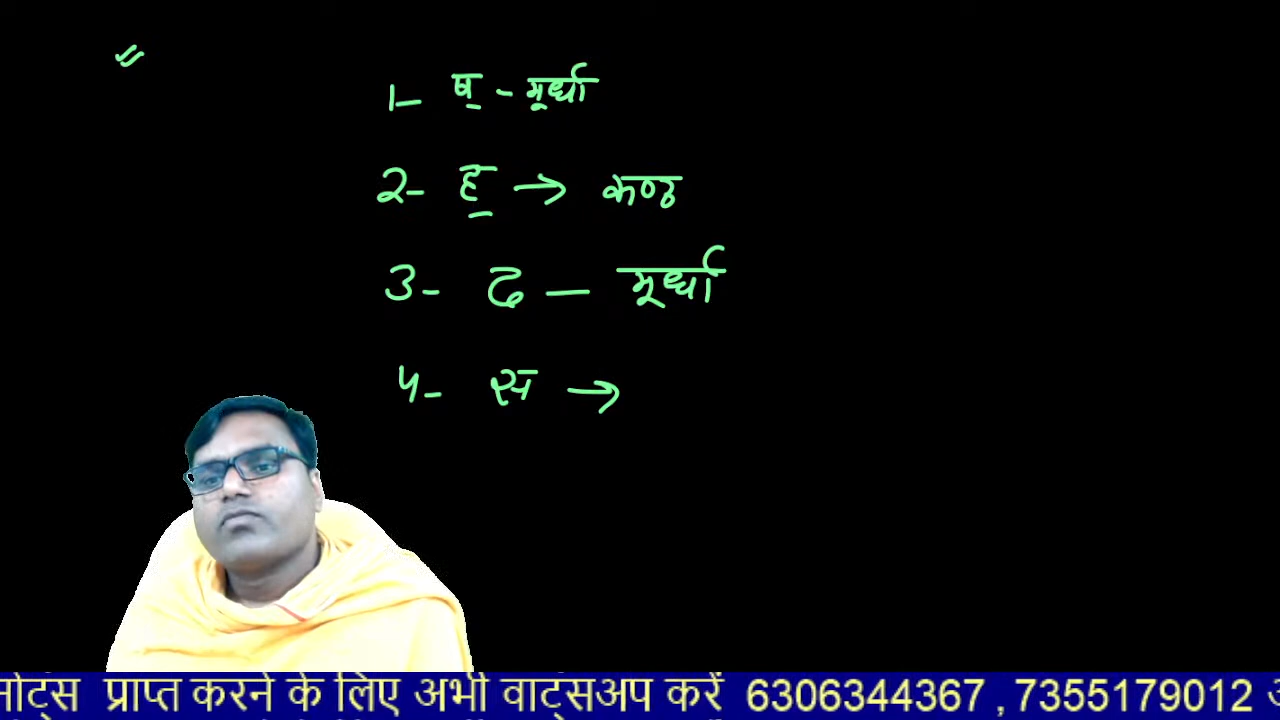 1- ष - मूर्धा
2- ह → कण्ठ
3- ढ - मूर्धा
4- स →
नोट्स प्राप्त करने के लिए अभी वाट्सअप करें 6306344367 , 7355179012